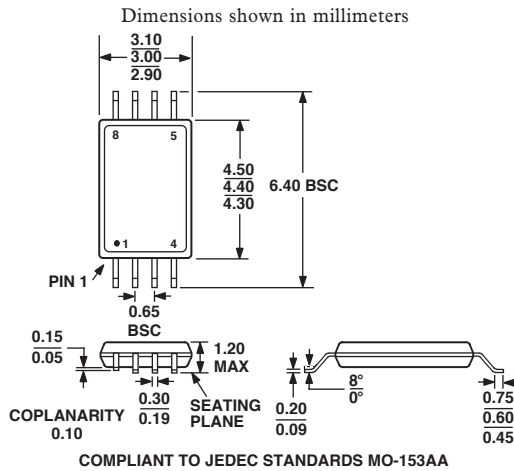 Dimensions shown in millimeters
3.10
3.00
2.90
8
5
4.50
4.40
4.30
6.40 BSC
1
4
PIN 1
0.65
BSC
0.15
0.05
1.20
MAX
COPLANARITY
0.10
0.30
0.19
SEATING
PLANE
0.20
0.09
8°
0°
0.75
0.60
0.45
COMPLIANT TO JEDEC STANDARDS MO-153AA